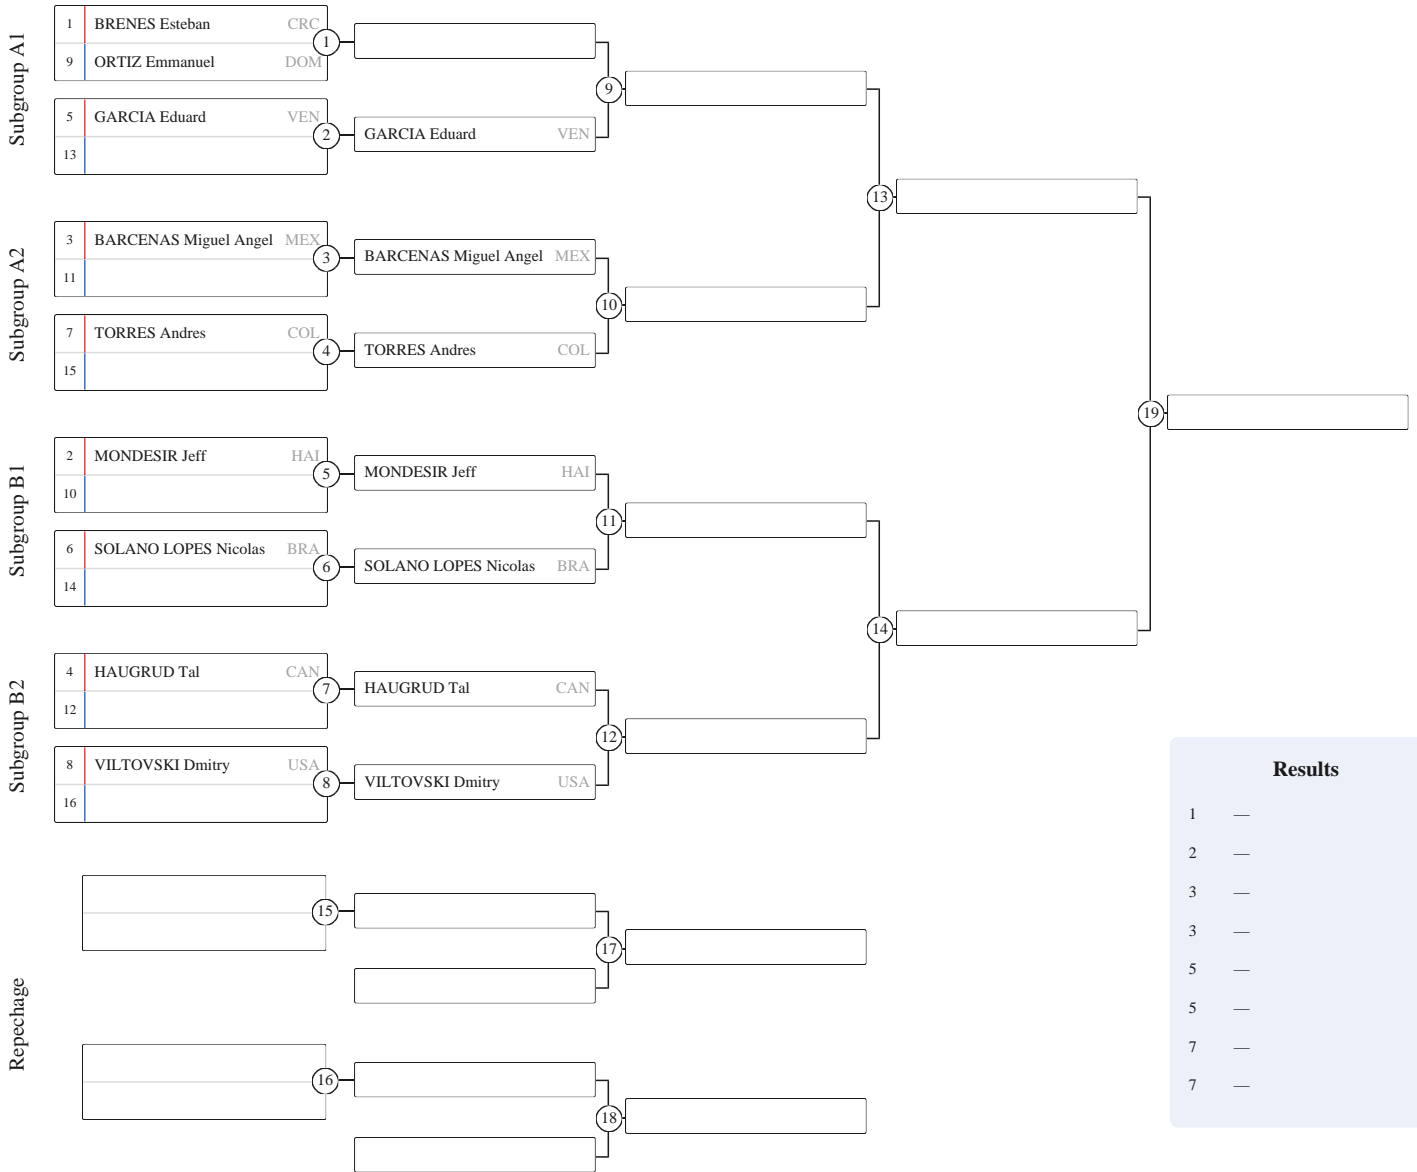 Subgroup A1
1 BRENES Esteban CRC
9 ORTIZ Emmanuel DOM
1
5 GARCIA Eduard VEN
13
2
GARCIA Eduard VEN
9
Subgroup A2
3 BARCENAS Miguel Angel MEX
11
3
BARCENAS Miguel Angel MEX
7 TORRES Andres COL
15
4
TORRES Andres COL
10
13
Subgroup B1
2 MONDESIR Jeff HAI
10
5
MONDESIR Jeff HAI
6 SOLANO LOPES Nicolas BRA
14
6
SOLANO LOPES Nicolas BRA
11
Subgroup B2
4 HAUGRUD Tal CAN
12
7
HAUGRUD Tal CAN
8 VILTOVSKI Dmitry USA
16
8
VILTOVSKI Dmitry USA
12
14
19
Repechage
15
17
16
18
Results
1 —
2 —
3 —
3 —
5 —
5 —
7 —
7 —